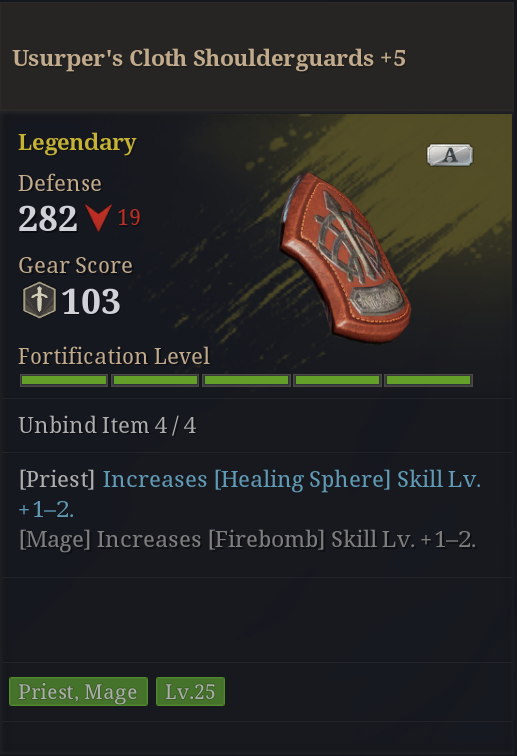 Usurper's Cloth Shoulderguards +5
Legendary
A
Defense
282 19
Gear Score
103
Fortification Level
Unbind Item 4 / 4
[Priest] Increases [Healing Sphere] Skill Lv.
+1–2.
[Mage] Increases [Firebomb] Skill Lv. +1–2.
Priest, Mage Lv.25